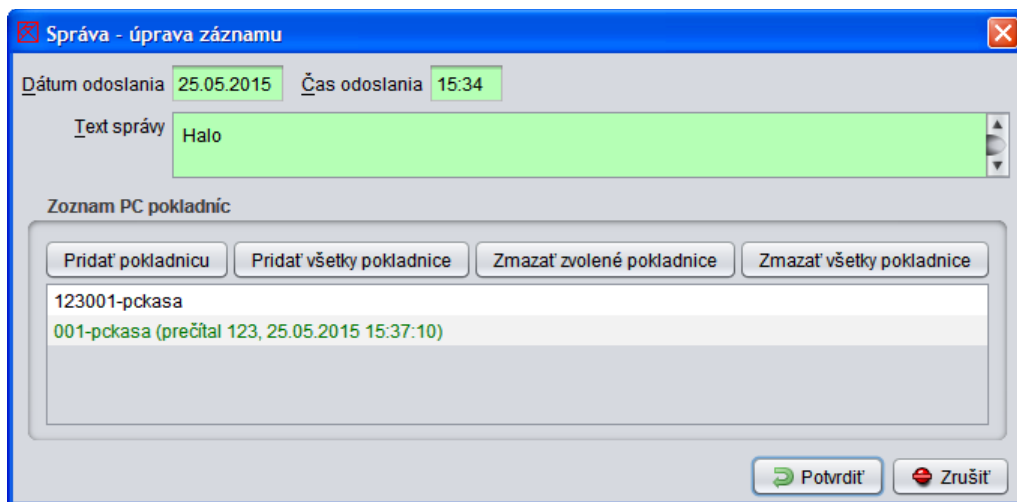 Správa - úprava záznamu
Dátum odoslania 25.05.2015 Čas odoslania 15:34
Text správy Halo
Zoznam PC pokladníc
Pridať pokladnicu Pridať všetky pokladnice Zmazať zvolené pokladnice Zmazať všetky pokladnice
123001-pckasa
001-pckasa (prečítal 123, 25.05.2015 15:37:10)
Potvrdiť Zrušiť